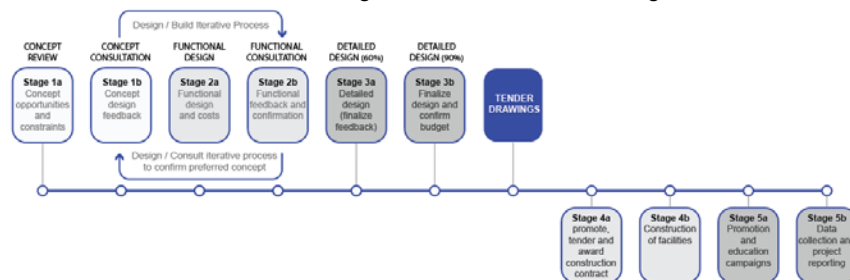 Design / Build Iterative Process
CONCEPT
REVIEW
Stage 1a
Concept
opportunities
and
constraints
CONCEPT
CONSULTATION
Stage 1b
Concept
design
feedback
FUNCTIONAL
DESIGN
Stage 2a
Functional
design
and costs
FUNCTIONAL
CONSULTATION
Stage 2b
Functional
feedback and
confirmation
DETAILED
DESIGN (60%)
Stage 3a
Detailed
design
(finalize
feedback)
DETAILED
DESIGN (90%)
Stage 3b
Finalize
design and
confirm
budget
TENDER
DRAWINGS
Design / Consult iterative process
to confirm preferred concept
Stage 4a
promote,
tender and
award
construction
contract
Stage 4b
Construction
of facilities
Stage 5a
Promotion
and
education
campaigns
Stage 5b
Data
collection and
project
reporting